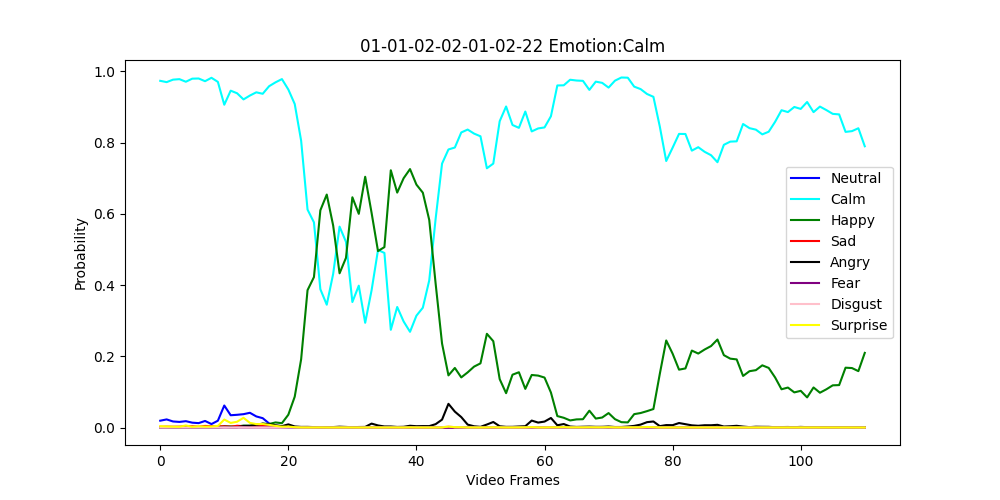 01-01-02-02-01-02-22 Emotion:Calm
Probability
1.0
0.8
0.6
0.4
0.2
0.0
Neutral
Calm
Happy
Sad
Angry
Fear
Disgust
Surprise
0 20 40 60 80 100
Video Frames